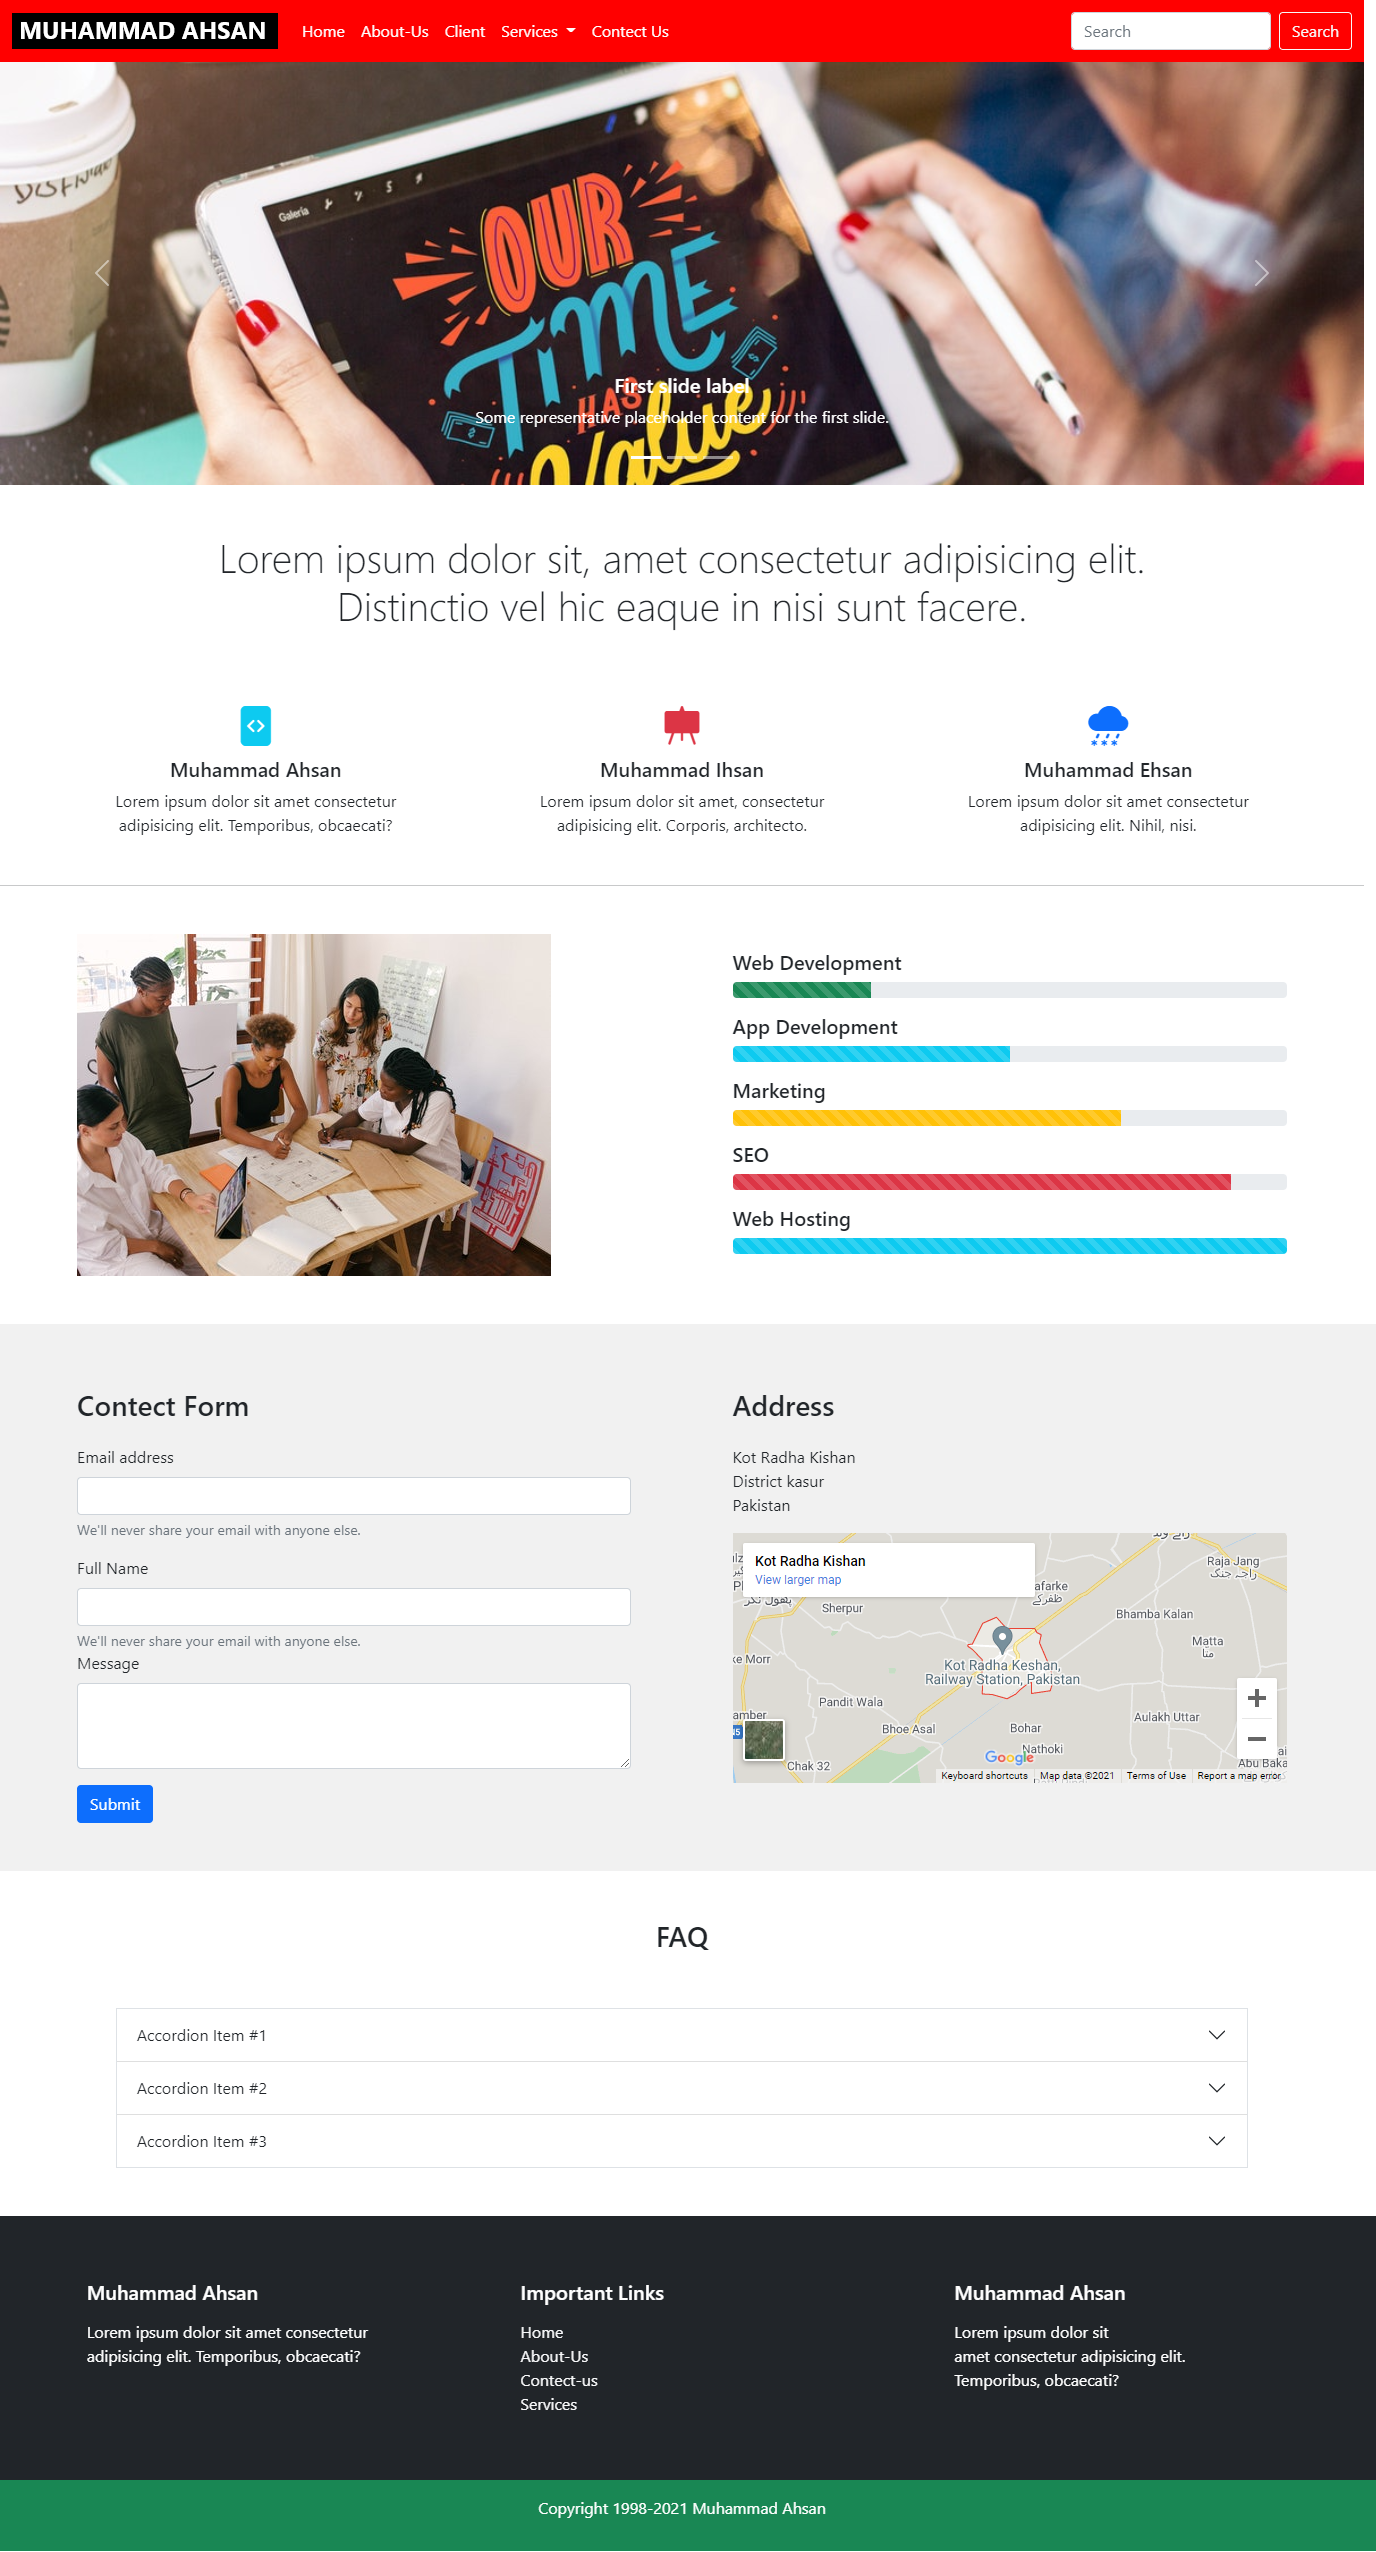 MUHAMMAD AHSAN
Home About-Us Client Services Contect Us
Search Search
Galería
OUR
TIME
HAS
Value
First slide label
Some representative placeholder content for the first slide.
Lorem ipsum dolor sit, amet consectetur adipisicing elit.
Distinctio vel hic eaque in nisi sunt facere.
Muhammad Ahsan
Lorem ipsum dolor sit amet consectetur
adipisicing elit. Temporibus, obcaecati?
Muhammad Ihsan
Lorem ipsum dolor sit amet, consectetur
adipisicing elit. Corporis, architecto.
Muhammad Ehsan
Lorem ipsum dolor sit amet consectetur
adipisicing elit. Nihil, nisi.
Web Development
App Development
Marketing
SEO
Web Hosting
Contect Form
Email address
We'll never share your email with anyone else.
Full Name
We'll never share your email with anyone else.
Message
Submit
Address
Kot Radha Kishan
District kasur
Pakistan
Kot Radha Kishan
View larger map
Raja Jang
راجہ جنگ
afarke
ظفرکے
Sherpur
Bhamba Kalan
Matta
متا
ke Morr
Kot Radha Keshan,
Railway Station, Pakistan
Pandit Wala
amber
N5
Aulakh Uttar
Bhoe Asal
Bohar
Nathoki
Google
Abu Baka
Chak 32
Keyboard shortcuts Map data ©2021 Terms of Use Report a map error
FAQ
Accordion Item #1
Accordion Item #2
Accordion Item #3
Muhammad Ahsan
Lorem ipsum dolor sit amet consectetur
adipisicing elit. Temporibus, obcaecati?
Important Links
Home
About-Us
Contect-us
Services
Muhammad Ahsan
Lorem ipsum dolor sit
amet consectetur adipisicing elit.
Temporibus, obcaecati?
Copyright 1998-2021 Muhammad Ahsan